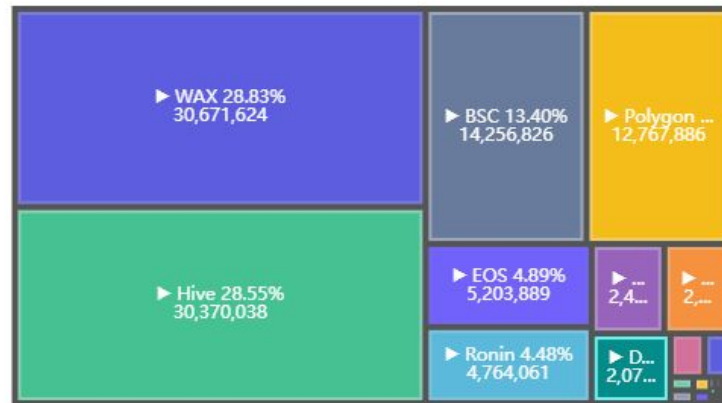 ▶ WAX 28.83%
30,671,624
▶ BSC 13.40%
14,256,826
▶ Polygon ...
12,767,886
▶ Hive 28.55%
30,370,038
▶ EOS 4.89%
5,203,889
▶ ...
2,4...
▶ ...
2,...
▶ Ronin 4.48%
4,764,061
▶ D...
2,07...